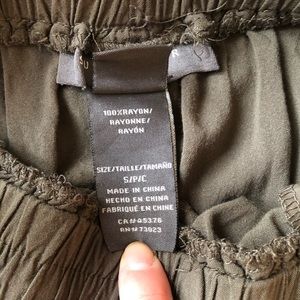 100%RAYON/
RAYONNE/
RAYÓN
SIZE/TAILLE/TAMAÑO
S/P/C
MADE IN CHINA
HECHO EN CHINA
FABRIQUÉ EN CHINE
CA#05376
RN#73023